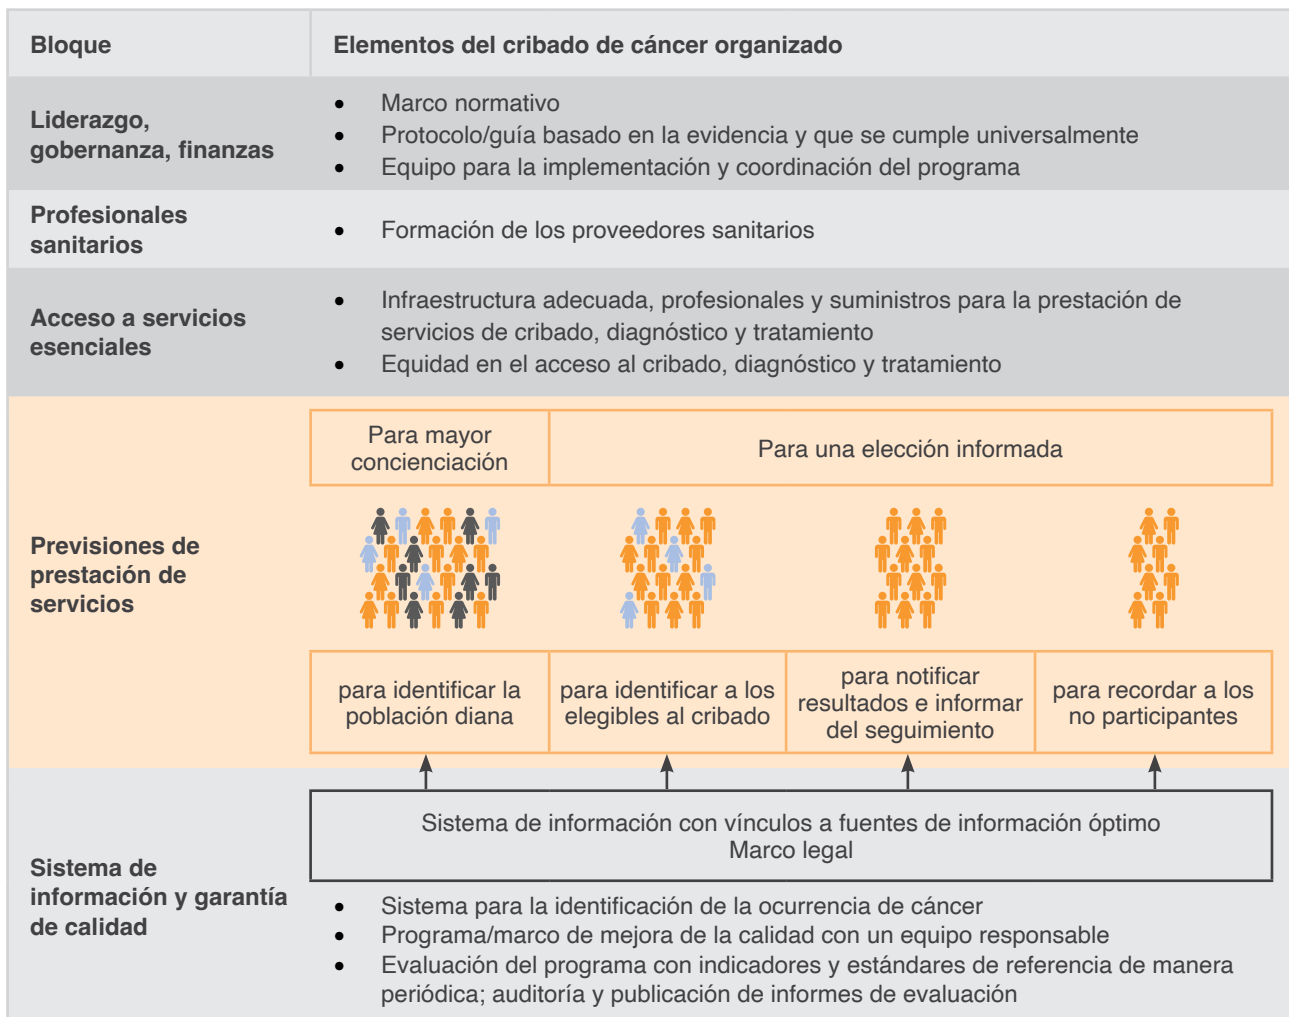 Bloque
Elementos del cribado de cáncer organizado
Liderazgo,
gobernanza, finanzas
• Marco normativo
• Protocolo/guía basado en la evidencia y que se cumple universalmente
• Equipo para la implementación y coordinación del programa
Profesionales
sanitarios
• Formación de los proveedores sanitarios
Acceso a servicios
esenciales
• Infraestructura adecuada, profesionales y suministros para la prestación de
servicios de cribado, diagnóstico y tratamiento
• Equidad en el acceso al cribado, diagnóstico y tratamiento
Previsiones de
prestación de
servicios
Para mayor
concienciación
Para una elección informada
para identificar la
población diana
para identificar a los
elegibles al cribado
para notificar
resultados e informar
del seguimiento
para recordar a los
no participantes
Sistema de
información y garantía
de calidad
Sistema de información con vínculos a fuentes de información óptimo
Marco legal
• Sistema para la identificación de la ocurrencia de cáncer
• Programa/marco de mejora de la calidad con un equipo responsable
• Evaluación del programa con indicadores y estándares de referencia de manera
periódica; auditoría y publicación de informes de evaluación